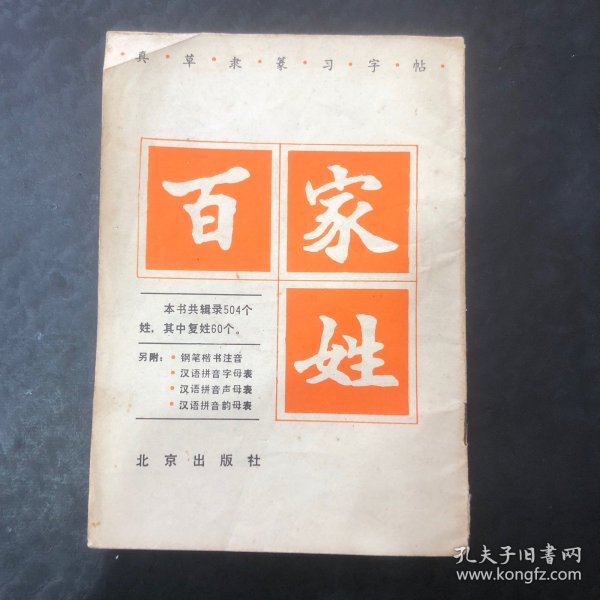 ·真·草·隶·篆·习·字·帖·
百家
姓
本书共辑录504个
姓，其中复姓60个。
另附：·钢笔楷书注音
·汉语拼音字母表
·汉语拼音声母表
·汉语拼音韵母表
北京出版社
孔夫子旧书网
www.kongfz.com